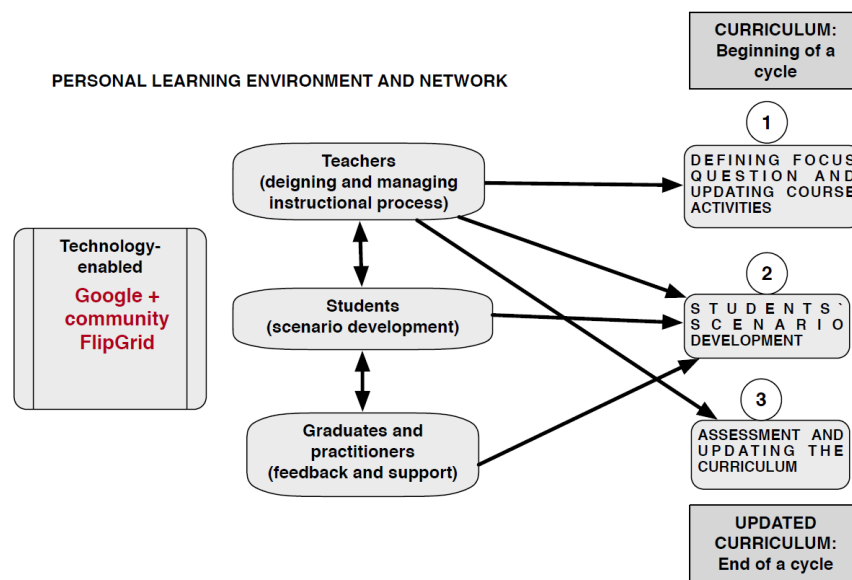 CURRICULUM:
Beginning of a
cycle
PERSONAL LEARNING ENVIRONMENT AND NETWORK
1
Teachers
(deigning and managing
instructional process)
DEFINING FOCUS
QUESTION AND
UPDATING COURSE
ACTIVITIES
Technology-
enabled
Google +
community
FlipGrid
2
Students
(scenario development)
STUDENTS`
SCENARIO
DEVELOPMENT
3
Graduates and
practitioners
(feedback and support)
ASSESSMENT AND
UPDATING THE
CURRICULUM
UPDATED
CURRICULUM:
End of a cycle